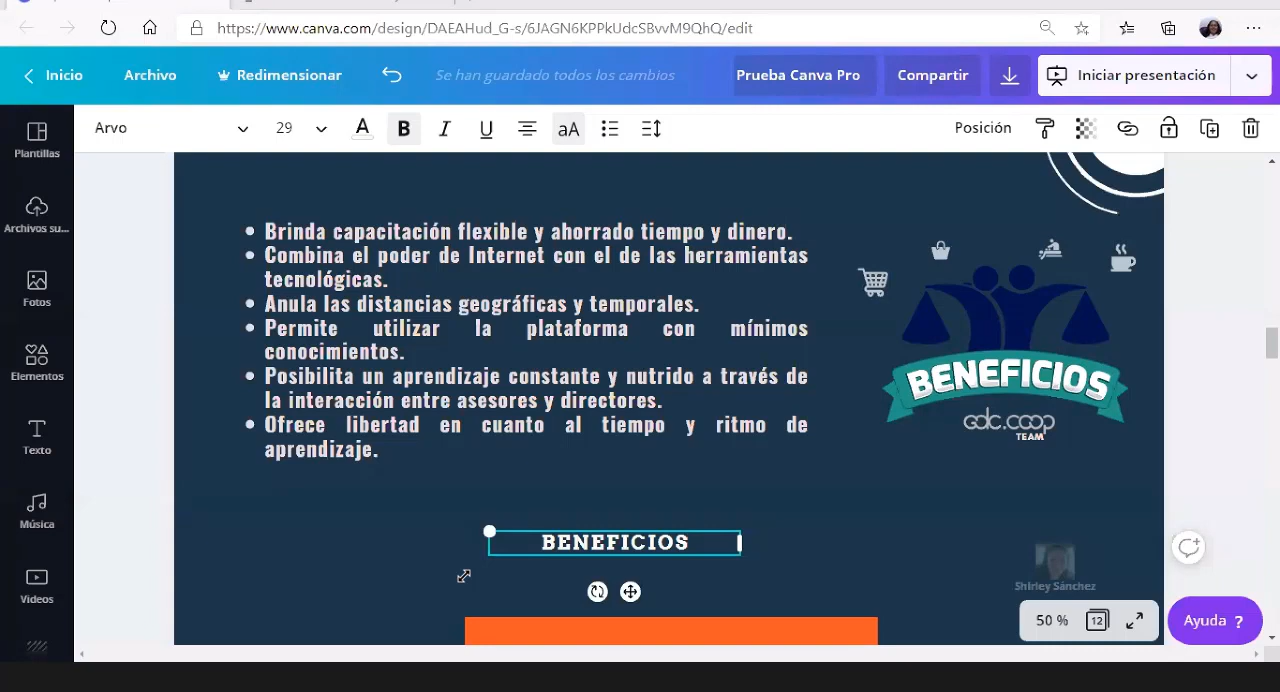 https://www.canva.com/design/DAEAHud_G-s/6JAGN6KPPkUdcSBvvM9QhQ/edit
Inicio
Archivo
Redimensionar
Se han guardado todos los cambios
Prueba Canva Pro
Compartir
Iniciar presentación
Arvo
29
A
B
I
U
aA
Posición
Plantillas
Archivos su...
Fotos
Elementos
Texto
Música
Videos
• Brinda capacitación flexible y ahorrado tiempo y dinero.
• Combina el poder de Internet con el de las herramientas
tecnológicas.
• Anula las distancias geográficas y temporales.
• Permite utilizar la plataforma con mínimos
conocimientos.
• Posibilita un aprendizaje constante y nutrido a través de
la interacción entre asesores y directores.
• Ofrece libertad en cuanto al tiempo y ritmo de
aprendizaje.
BENEFICIOS
gdc.coop
TEAM
BENEFICIOS
Shirley Sánchez
50 %
12
Ayuda ?